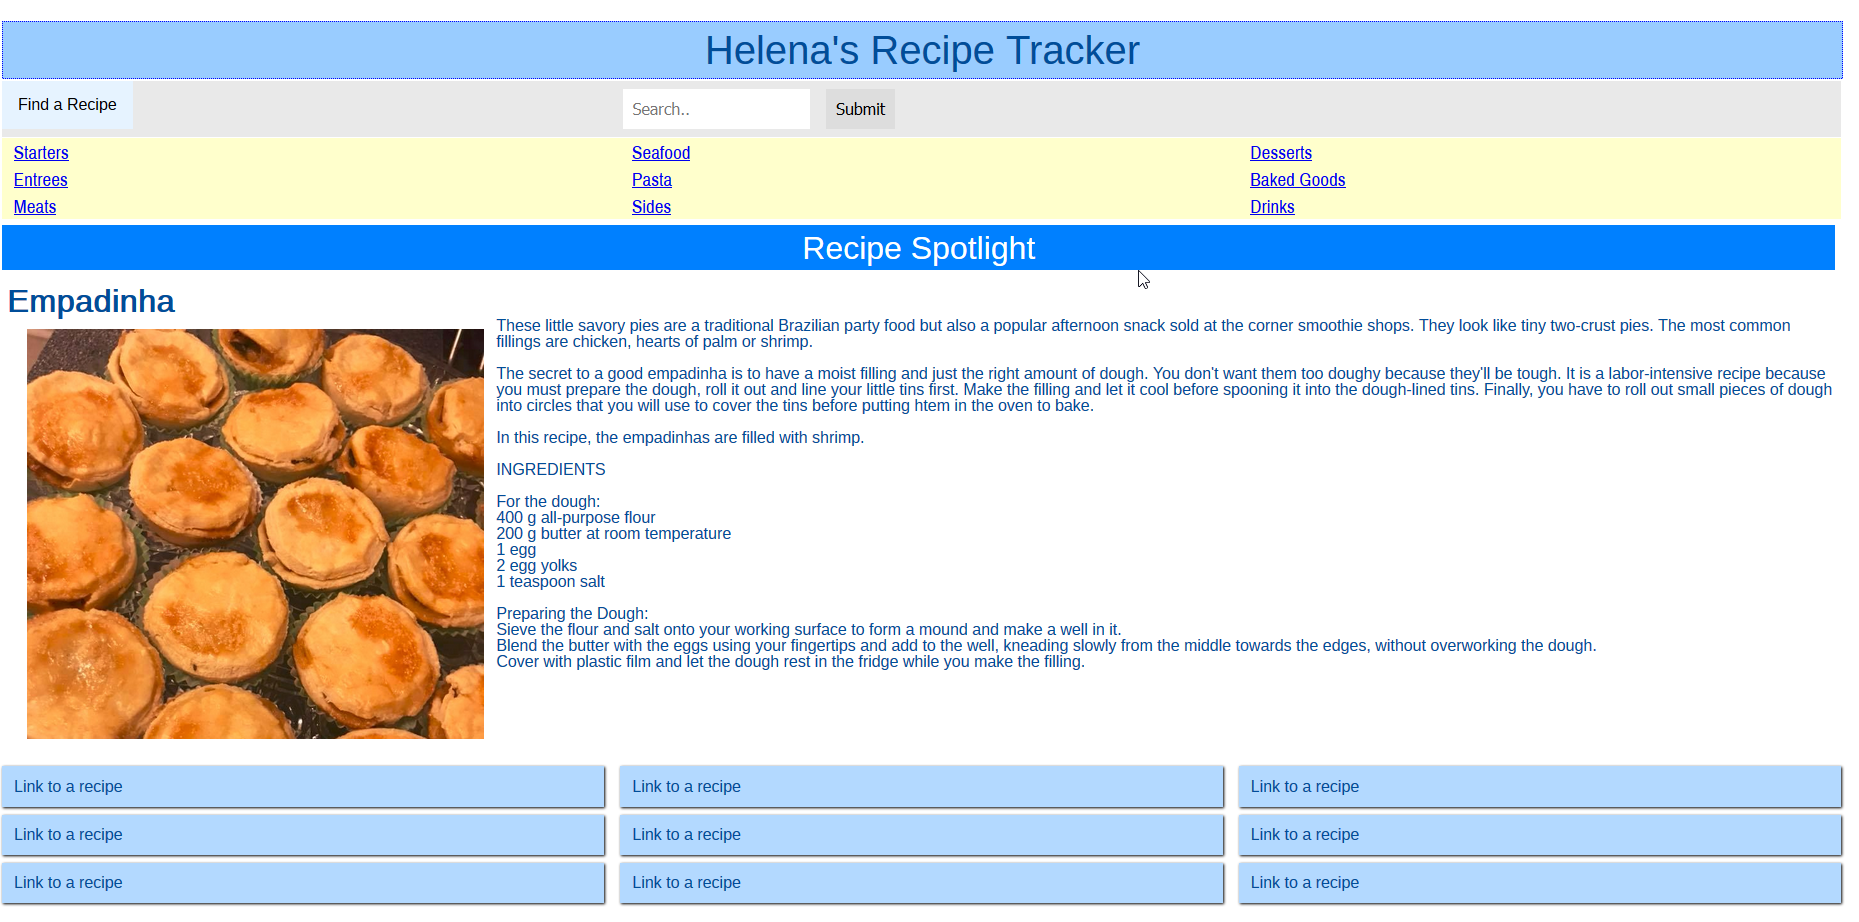 Helena's Recipe Tracker
Find a Recipe
Search..
Submit
Starters
Seafood
Desserts
Entrees
Pasta
Baked Goods
Meats
Sides
Drinks
Recipe Spotlight
Empadinha
These little savory pies are a traditional Brazilian party food but also a popular afternoon snack sold at the corner smoothie shops. They look like tiny two-crust pies. The most common
fillings are chicken, hearts of palm or shrimp.
The secret to a good empadinha is to have a moist filling and just the right amount of dough. You don't want them too doughy because they'll be tough. It is a labor-intensive recipe because
you must prepare the dough, roll it out and line your little tins first. Make the filling and let it cool before spooning it into the dough-lined tins. Finally, you have to roll out small pieces of dough
into circles that you will use to cover the tins before putting htem in the oven to bake.
In this recipe, the empadinhas are filled with shrimp.
INGREDIENTS
For the dough:
400 g all-purpose flour
200 g butter at room temperature
1 egg
2 egg yolks
1 teaspoon salt
Preparing the Dough:
Sieve the flour and salt onto your working surface to form a mound and make a well in it.
Blend the butter with the eggs using your fingertips and add to the well, kneading slowly from the middle towards the edges, without overworking the dough.
Cover with plastic film and let the dough rest in the fridge while you make the filling.
Link to a recipe
Link to a recipe
Link to a recipe
Link to a recipe
Link to a recipe
Link to a recipe
Link to a recipe
Link to a recipe
Link to a recipe